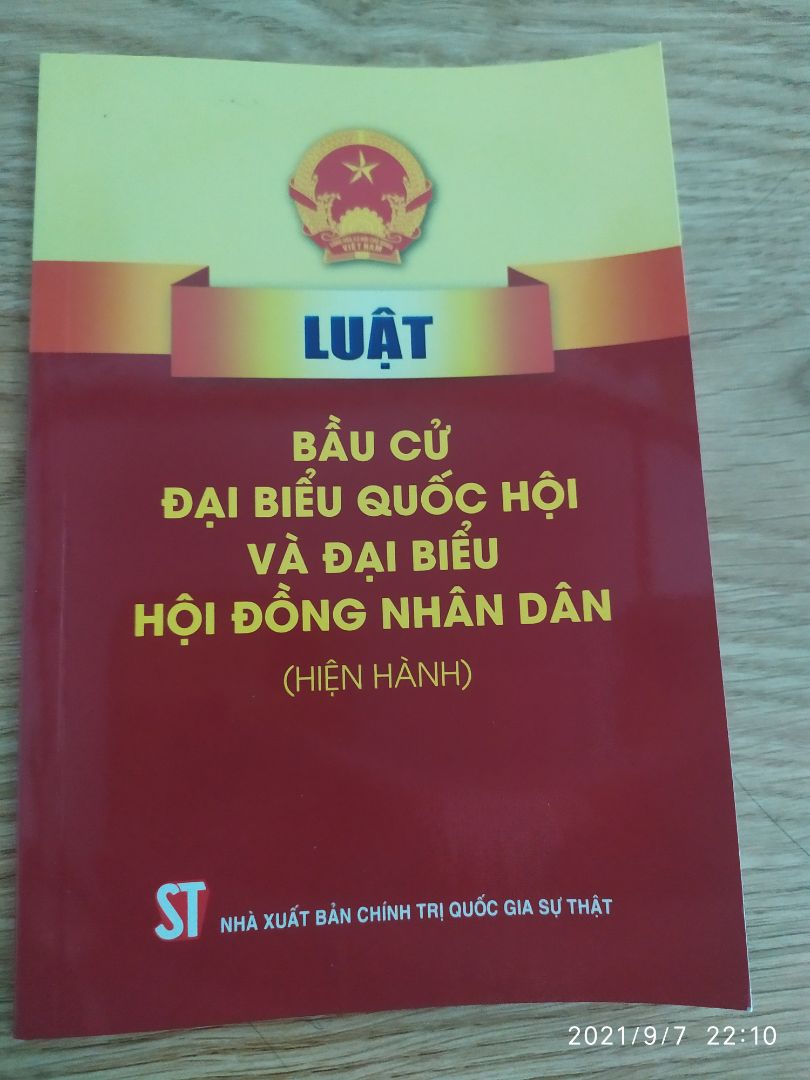 VIỆT NAM
LUẬT
BẦU CỬ
ĐẠI BIỂU QUỐC HỘI
VÀ ĐẠI BIỂU
HỘI ĐỒNG NHÂN DÂN
(HIỆN HÀNH)
ST NHÀ XUẤT BẢN CHÍNH TRỊ QUỐC GIA SỰ THẬT
2021/9/7 22:10